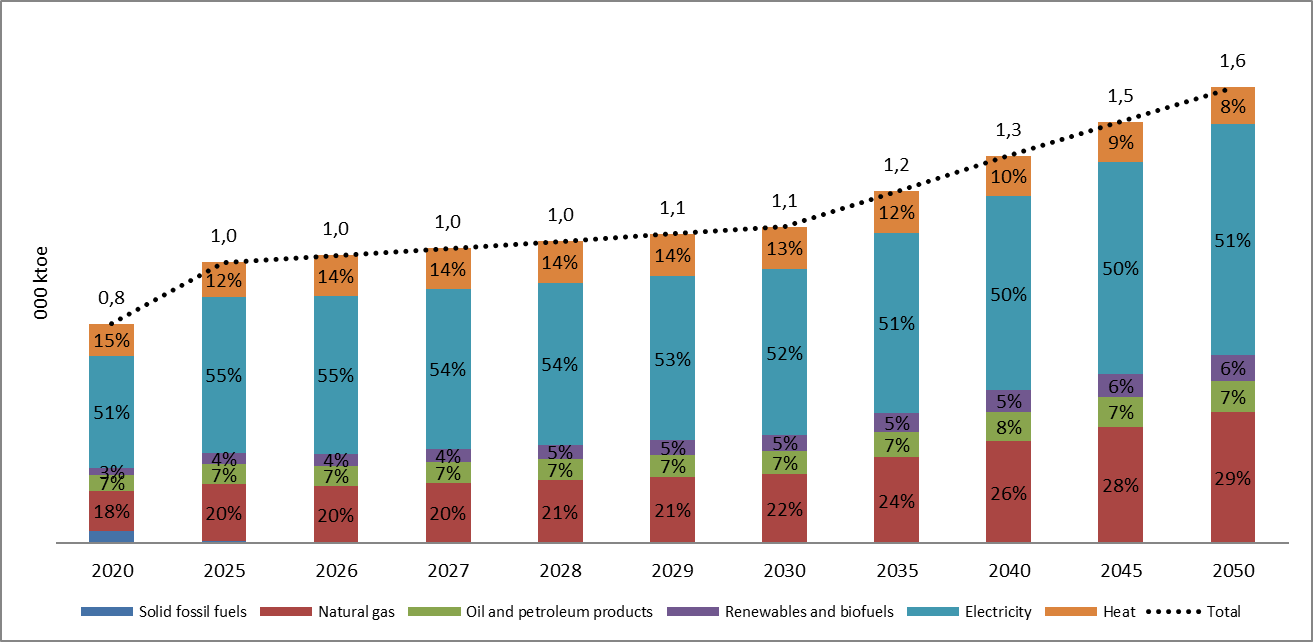 1,6
1,5
1,3
1,2
1,1
1,1
1,0
1,0
1,0
1,0
0,8
000 ktoe
15% 12% 14% 14% 14% 14% 13% 12% 10% 9% 8%
51% 55% 55% 54% 54% 53% 52% 51% 50% 50% 51%
3% 4% 4% 4% 5% 5% 5% 5% 5% 6% 6%
7% 7% 7% 7% 7% 7% 7% 7% 8% 7% 7%
18% 20% 20% 20% 21% 21% 22% 24% 26% 28% 29%
2020 2025 2026 2027 2028 2029 2030 2035 2040 2045 2050
Solid fossil fuels Natural gas Oil and petroleum products Renewables and biofuels Electricity Heat Total